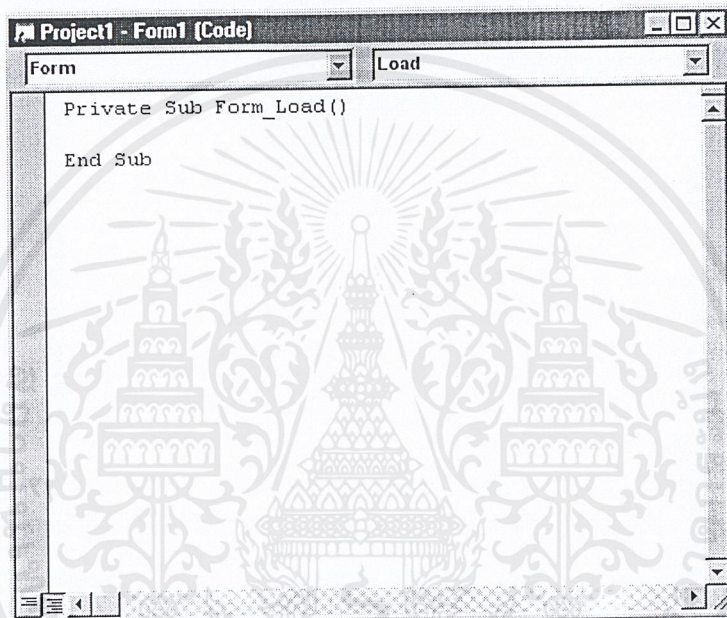 Project1 - Form1 (Code)
Form
Load
Private Sub Form_Load()
End Sub